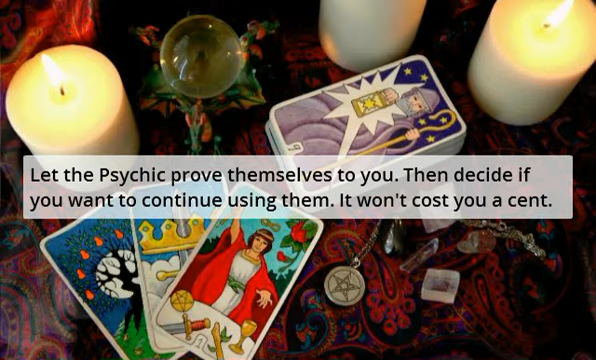 Let the Psychic prove themselves to you. Then decide if
you want to continue using them. It won't cost you a cent.